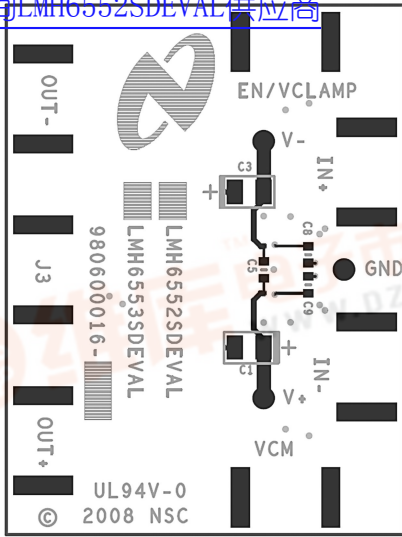 询LMH6552SDEVAL供应商
OUT-
EN/VCLAMP
V-
IN+
C3
+
C8
J3
C5
GND
980600016-
LMH6553SDEVAL
LMH6552SDEVAL
C9
C1
+
IN-
V+
OUT+
VCM
UL94V-0
© 2008 NSC